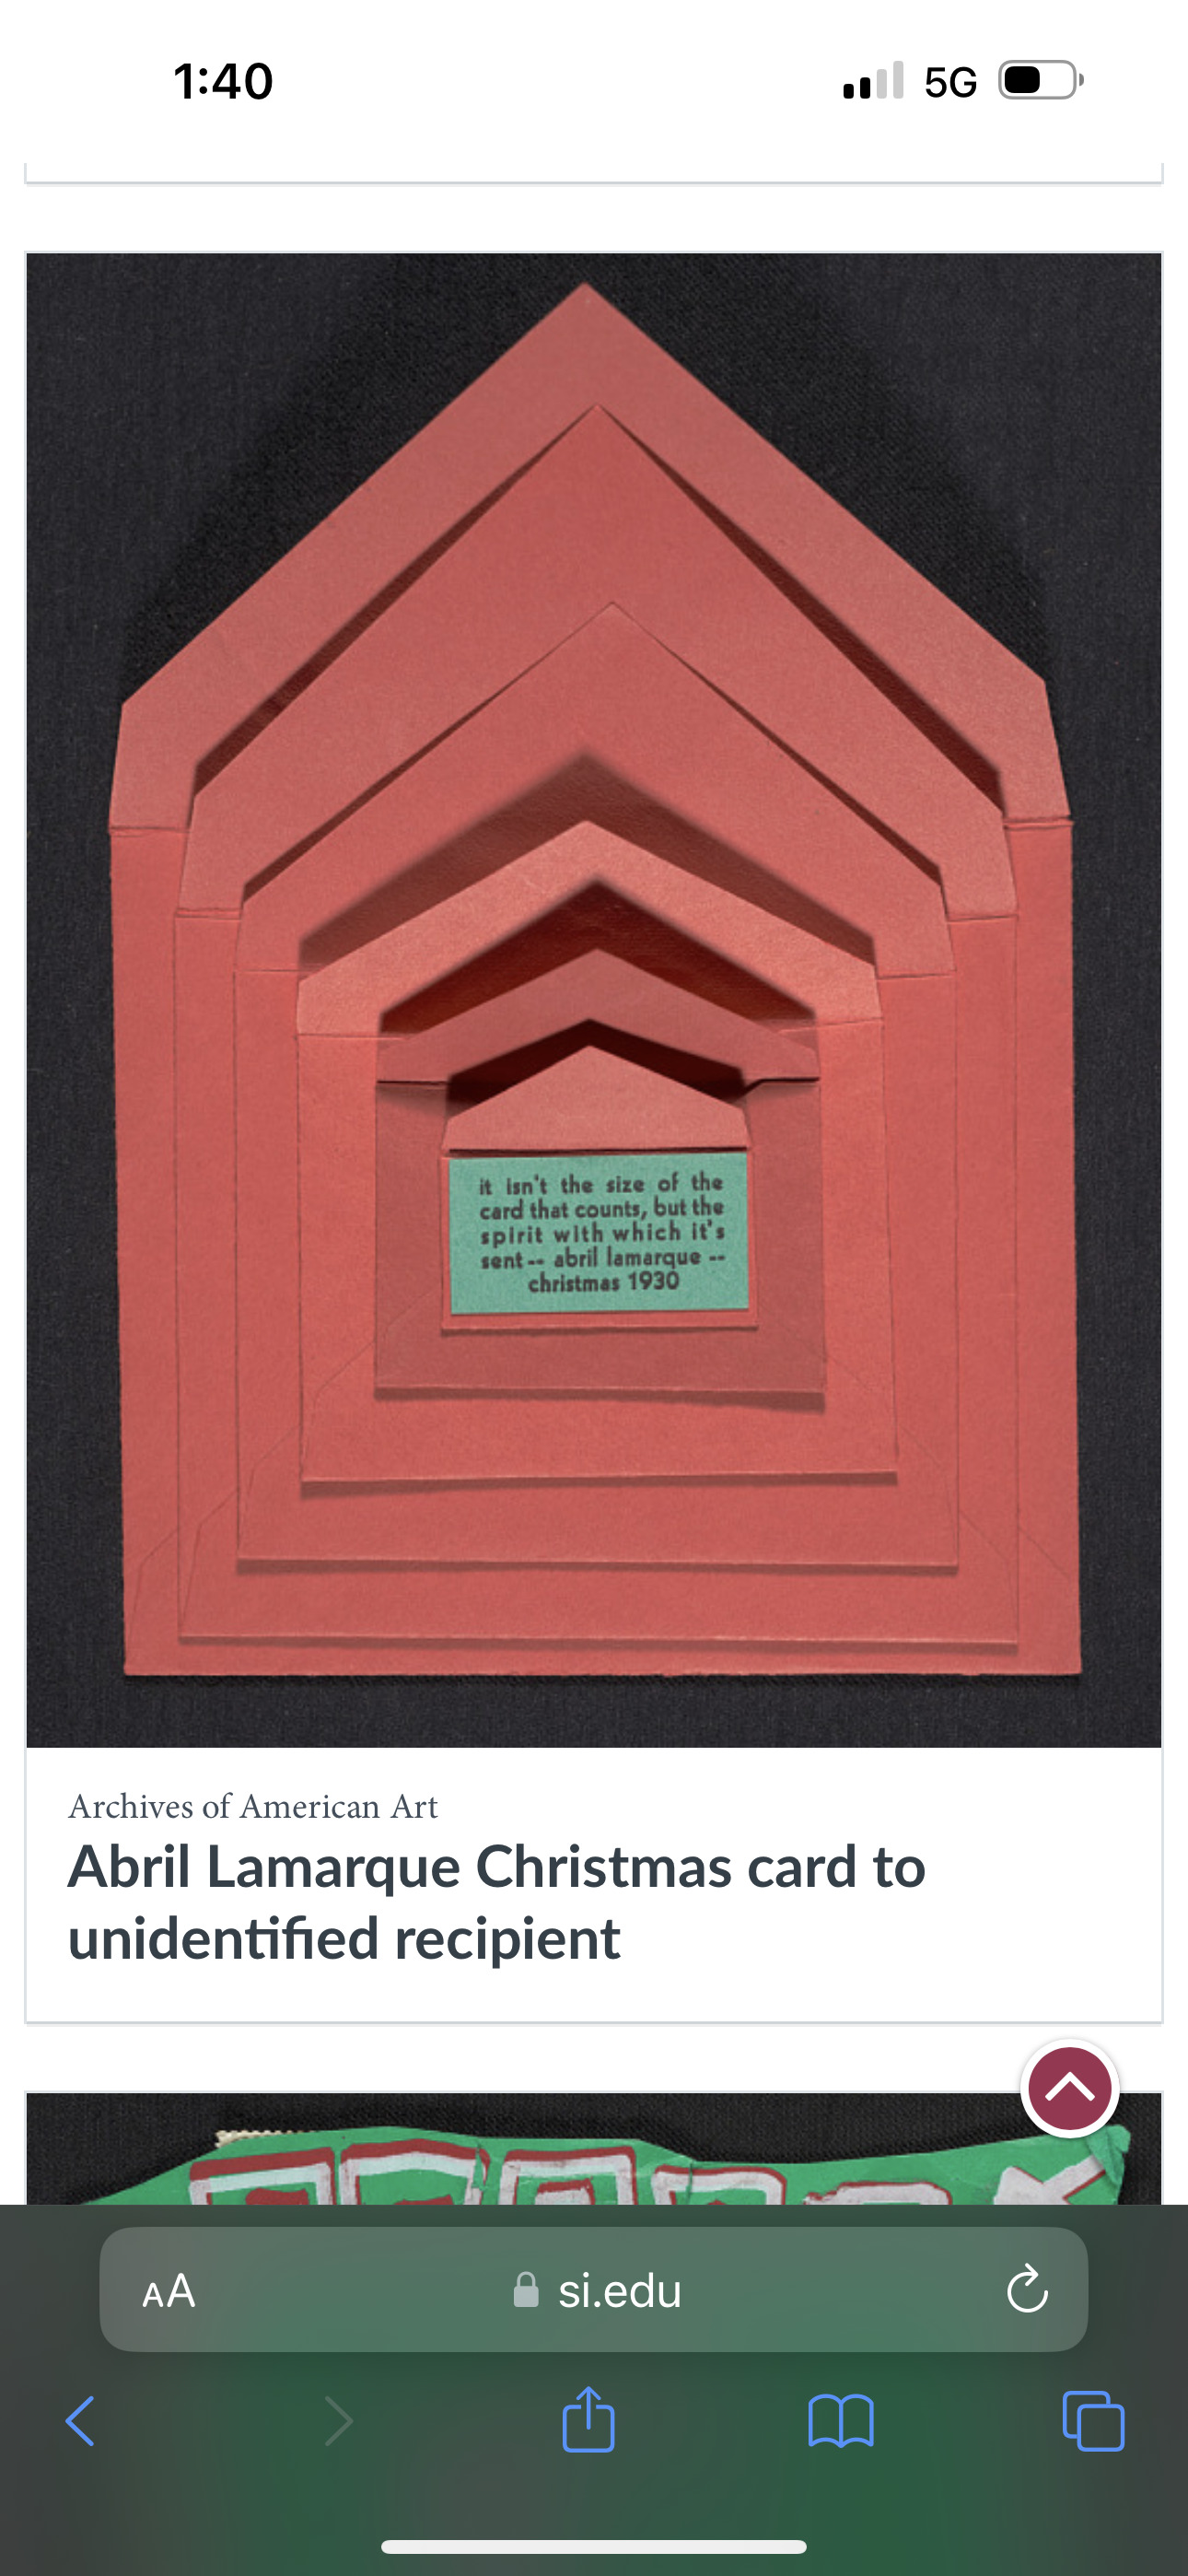 1:40
5G
it isn't the size of the
card that counts, but the
spirit with which it's
sent -- abril lamarque --
christmas 1930
Archives of American Art
Abril Lamarque Christmas card to
unidentified recipient
AA
si.edu